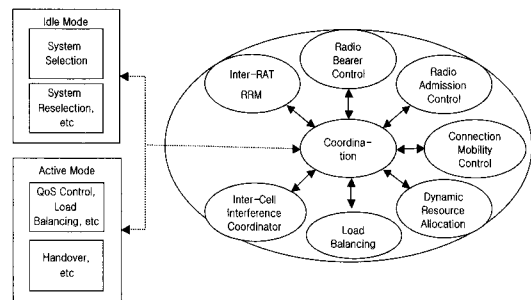 Idle Mode
System
Selection
System
Reselection,
etc
Active Mode
QoS Control,
Load
Balancing, etc
Handover,
etc
Inter-RAT
RRM
Radio
Bearer
Control
Radio
Admission
Control
Coordina-
tion
Connection
Mobility
Control
Inter-Cell
Interference
Coordinator
Load
Balancing
Dynamic
Resource
Allocation